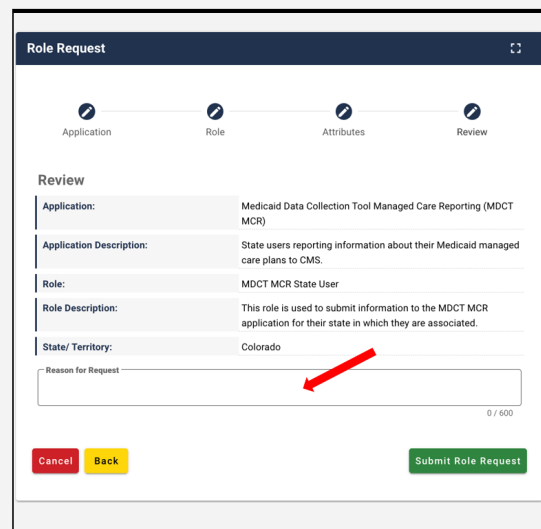 Role Request
Application
Role
Attributes
Review
Review
Application:
Medicaid Data Collection Tool Managed Care Reporting (MDCT
MCR)
Application Description:
State users reporting information about their Medicaid managed
care plans to CMS.
Role:
MDCT MCR State User
Role Description:
This role is used to submit information to the MDCT MCR
application for their state in which they are associated.
State/ Territory:
Colorado
Reason for Request
0 / 600
Cancel
Back
Submit Role Request